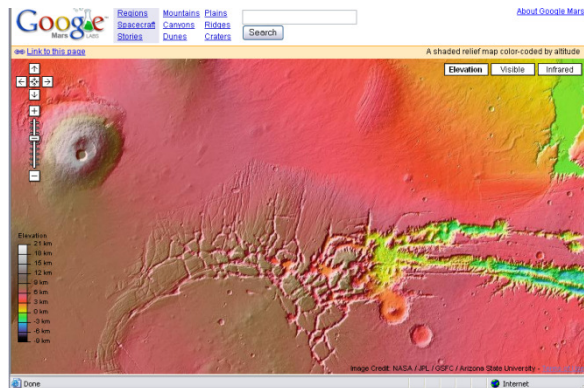 Google
Mars LABS
Regions Mountains Plains
Spacecraft Canyons Ridges
Stories Dunes Craters
Search
About Google Mars
Link to this page
A shaded relief map color-coded by altitude
Elevation Visible Infrared
Elevation
21 km
18 km
15 km
12 km
9 km
6 km
3 km
0 km
-3 km
-6 km
-9 km
Image Credit: NASA / JPL / GSFC / Arizona State University -
Done
Internet